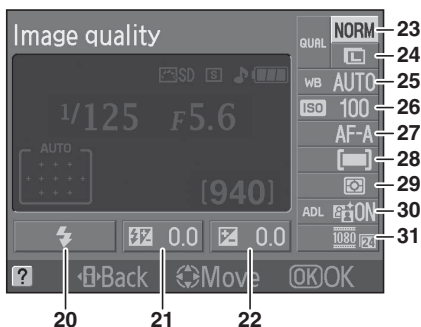 Image quality
QUAL NORM 23
L 24
SD S
WB AUTO 25
1/125 F5.6
ISO 100 26
AF-A 27
AUTO
28
29
[940]
ADL ON 30
0.0 0.0
1080 24 31
? Back Move OK OK
20 21 22